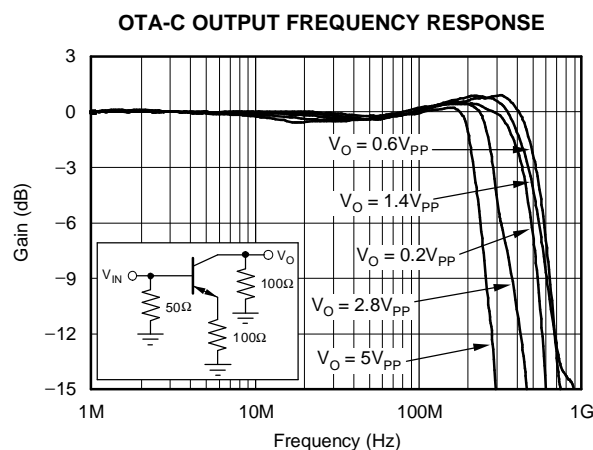 OTA-C OUTPUT FREQUENCY RESPONSE
3
0
−3
−6
−9
−12
−15
Gain (dB)
V_O = 0.6V_PP
V_O = 1.4V_PP
V_O = 0.2V_PP
V_O = 2.8V_PP
V_O = 5V_PP
V_IN
V_O
50Ω
100Ω
100Ω
1M
10M
100M
1G
Frequency (Hz)